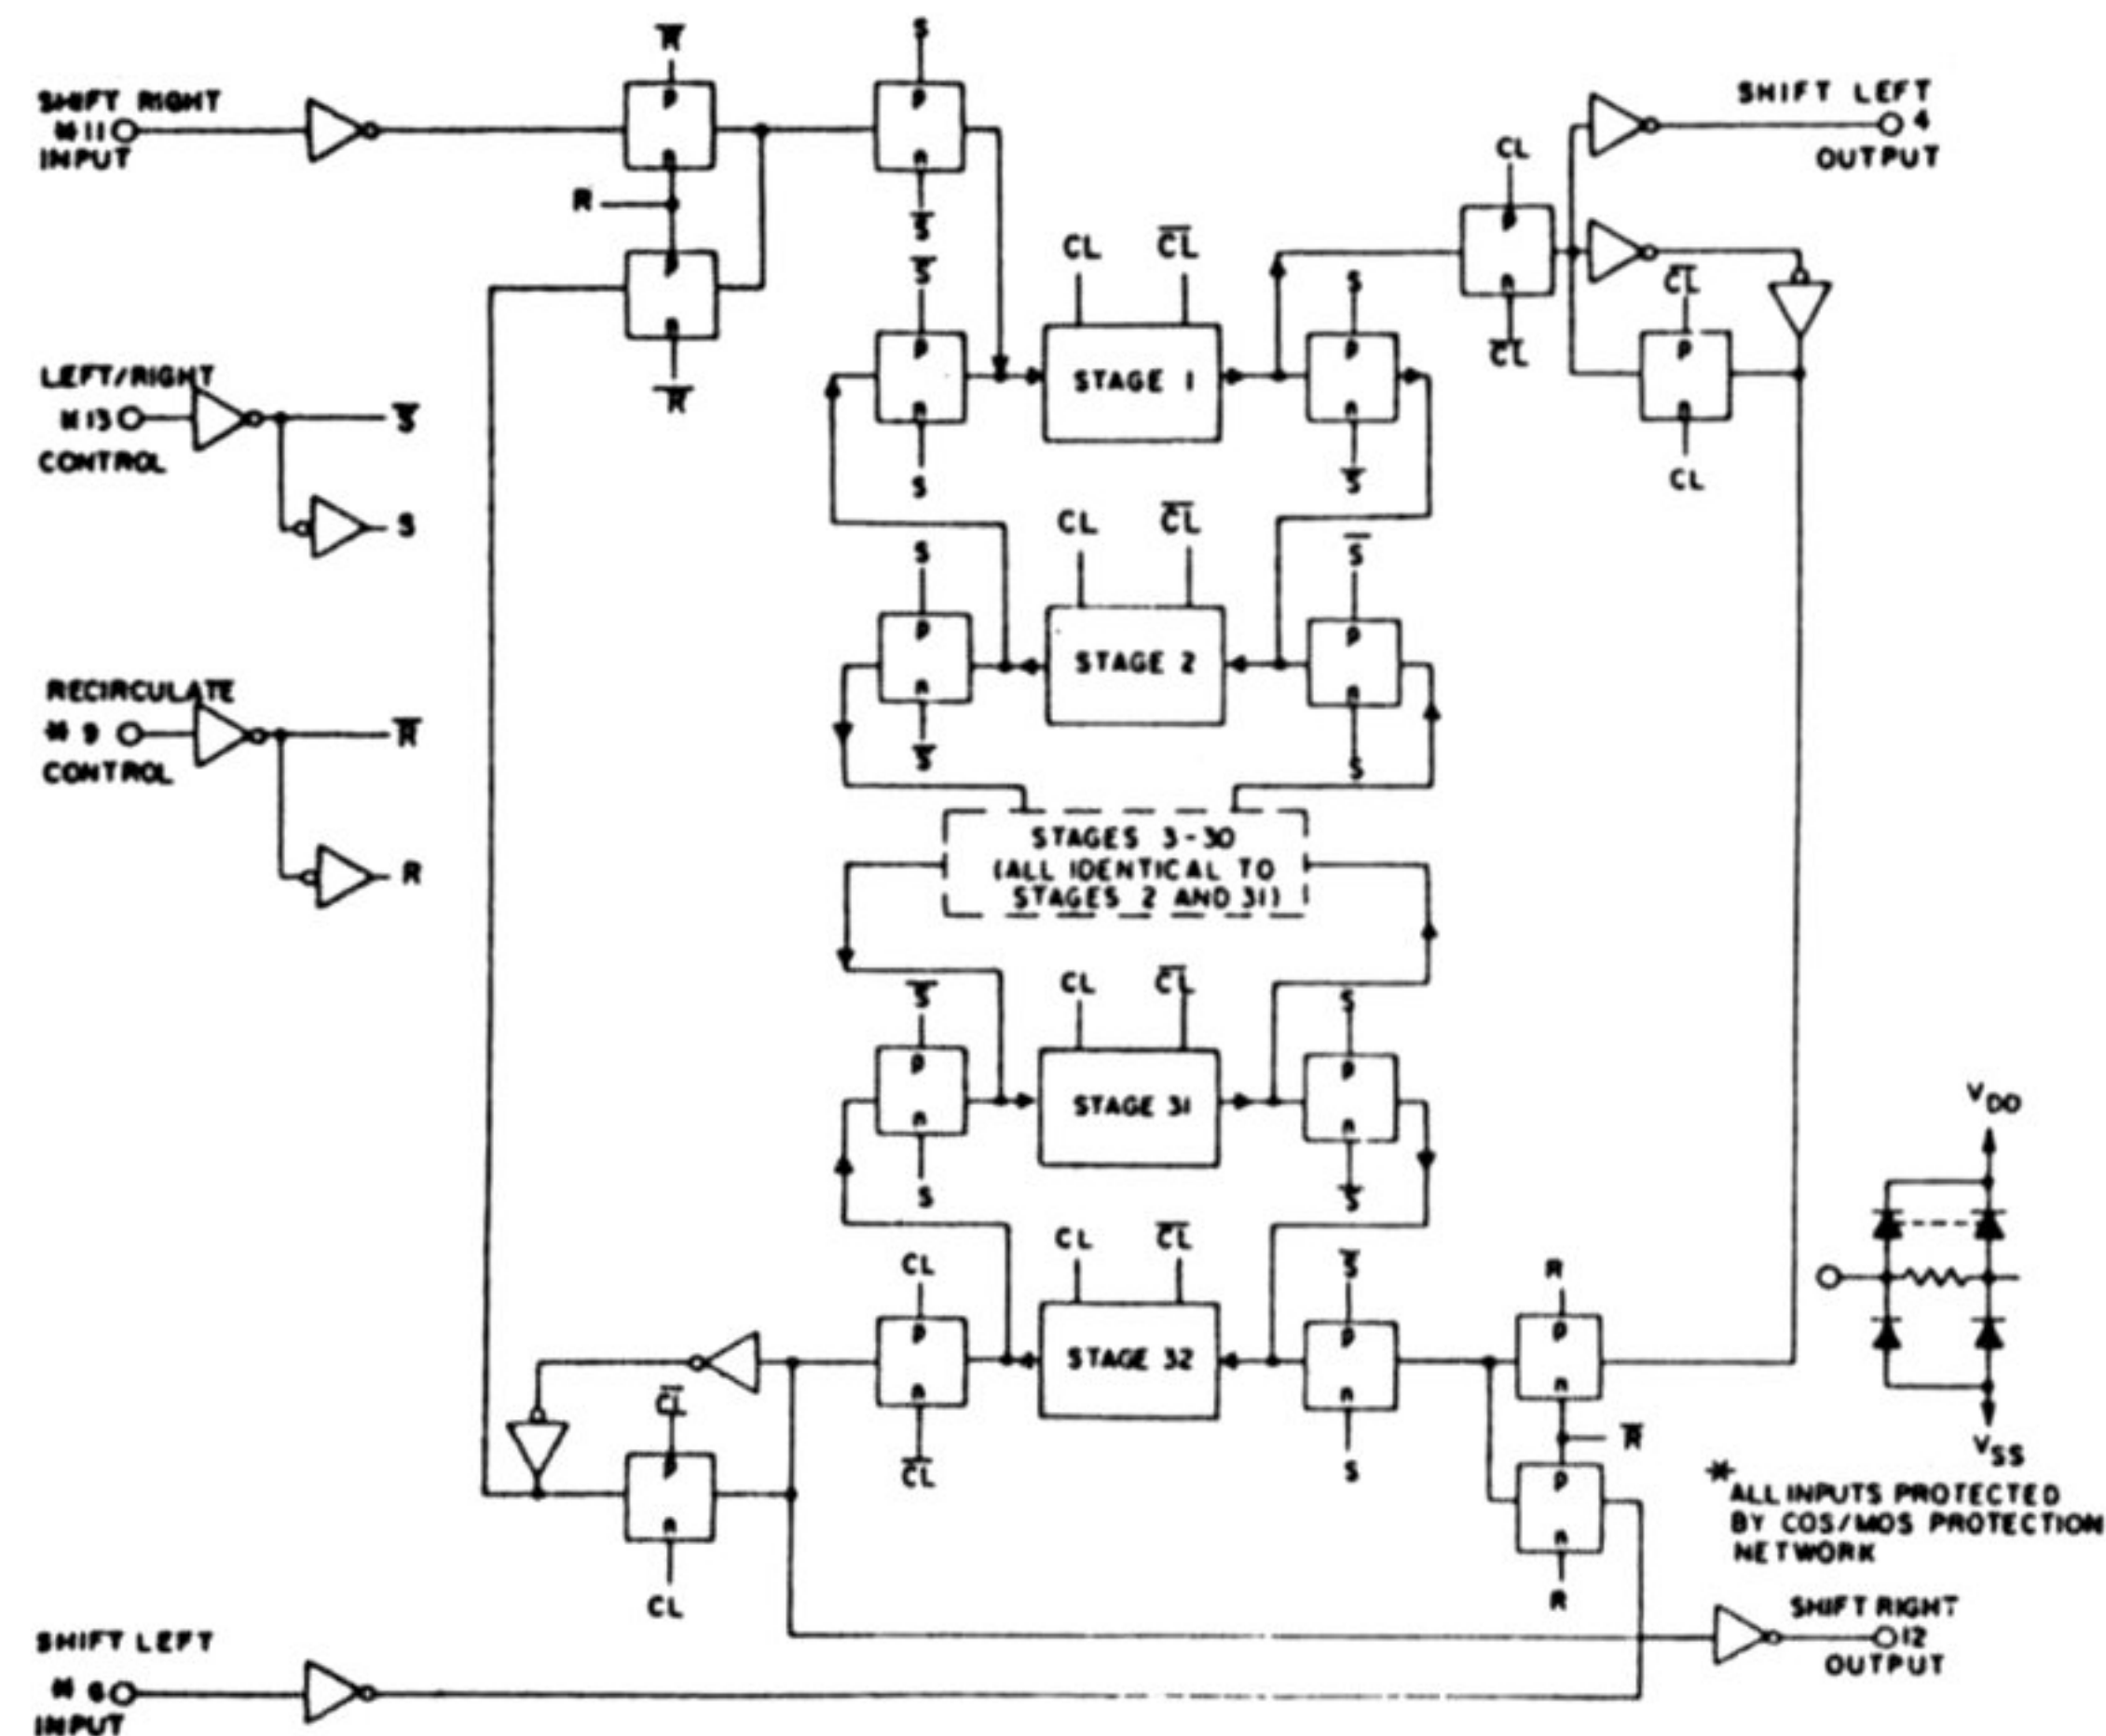 R̅
S
SHIFT RIGHT
* 11
INPUT
p
n
p
n
SHIFT LEFT
4
OUTPUT
CL
p
n
C̅L̅
R
S̅
S̅
p
n
R̅
CL
C̅L̅
p
n
S
STAGE 1
S
p
n
S̅
C̅L̅
p
n
CL
LEFT/RIGHT
* 13
CONTROL
S̅
S
CL
C̅L̅
S
p
n
S̅
STAGE 2
S̅
p
n
S
RECIRCULATE
* 9
CONTROL
R̅
R
STAGES 3-30
(ALL IDENTICAL TO
STAGES 2 AND 31)
S̅
p
n
S
CL
C̅L̅
STAGE 31
S
p
n
S̅
CL
p
n
C̅L̅
CL
C̅L̅
STAGE 32
S̅
p
n
S
R
p
n
R̅
p
n
R
C̅L̅
p
n
CL
VDD
VSS
*
ALL INPUTS PROTECTED
BY COS/MOS PROTECTION
NETWORK
SHIFT RIGHT
12
OUTPUT
SHIFT LEFT
* 6
INPUT